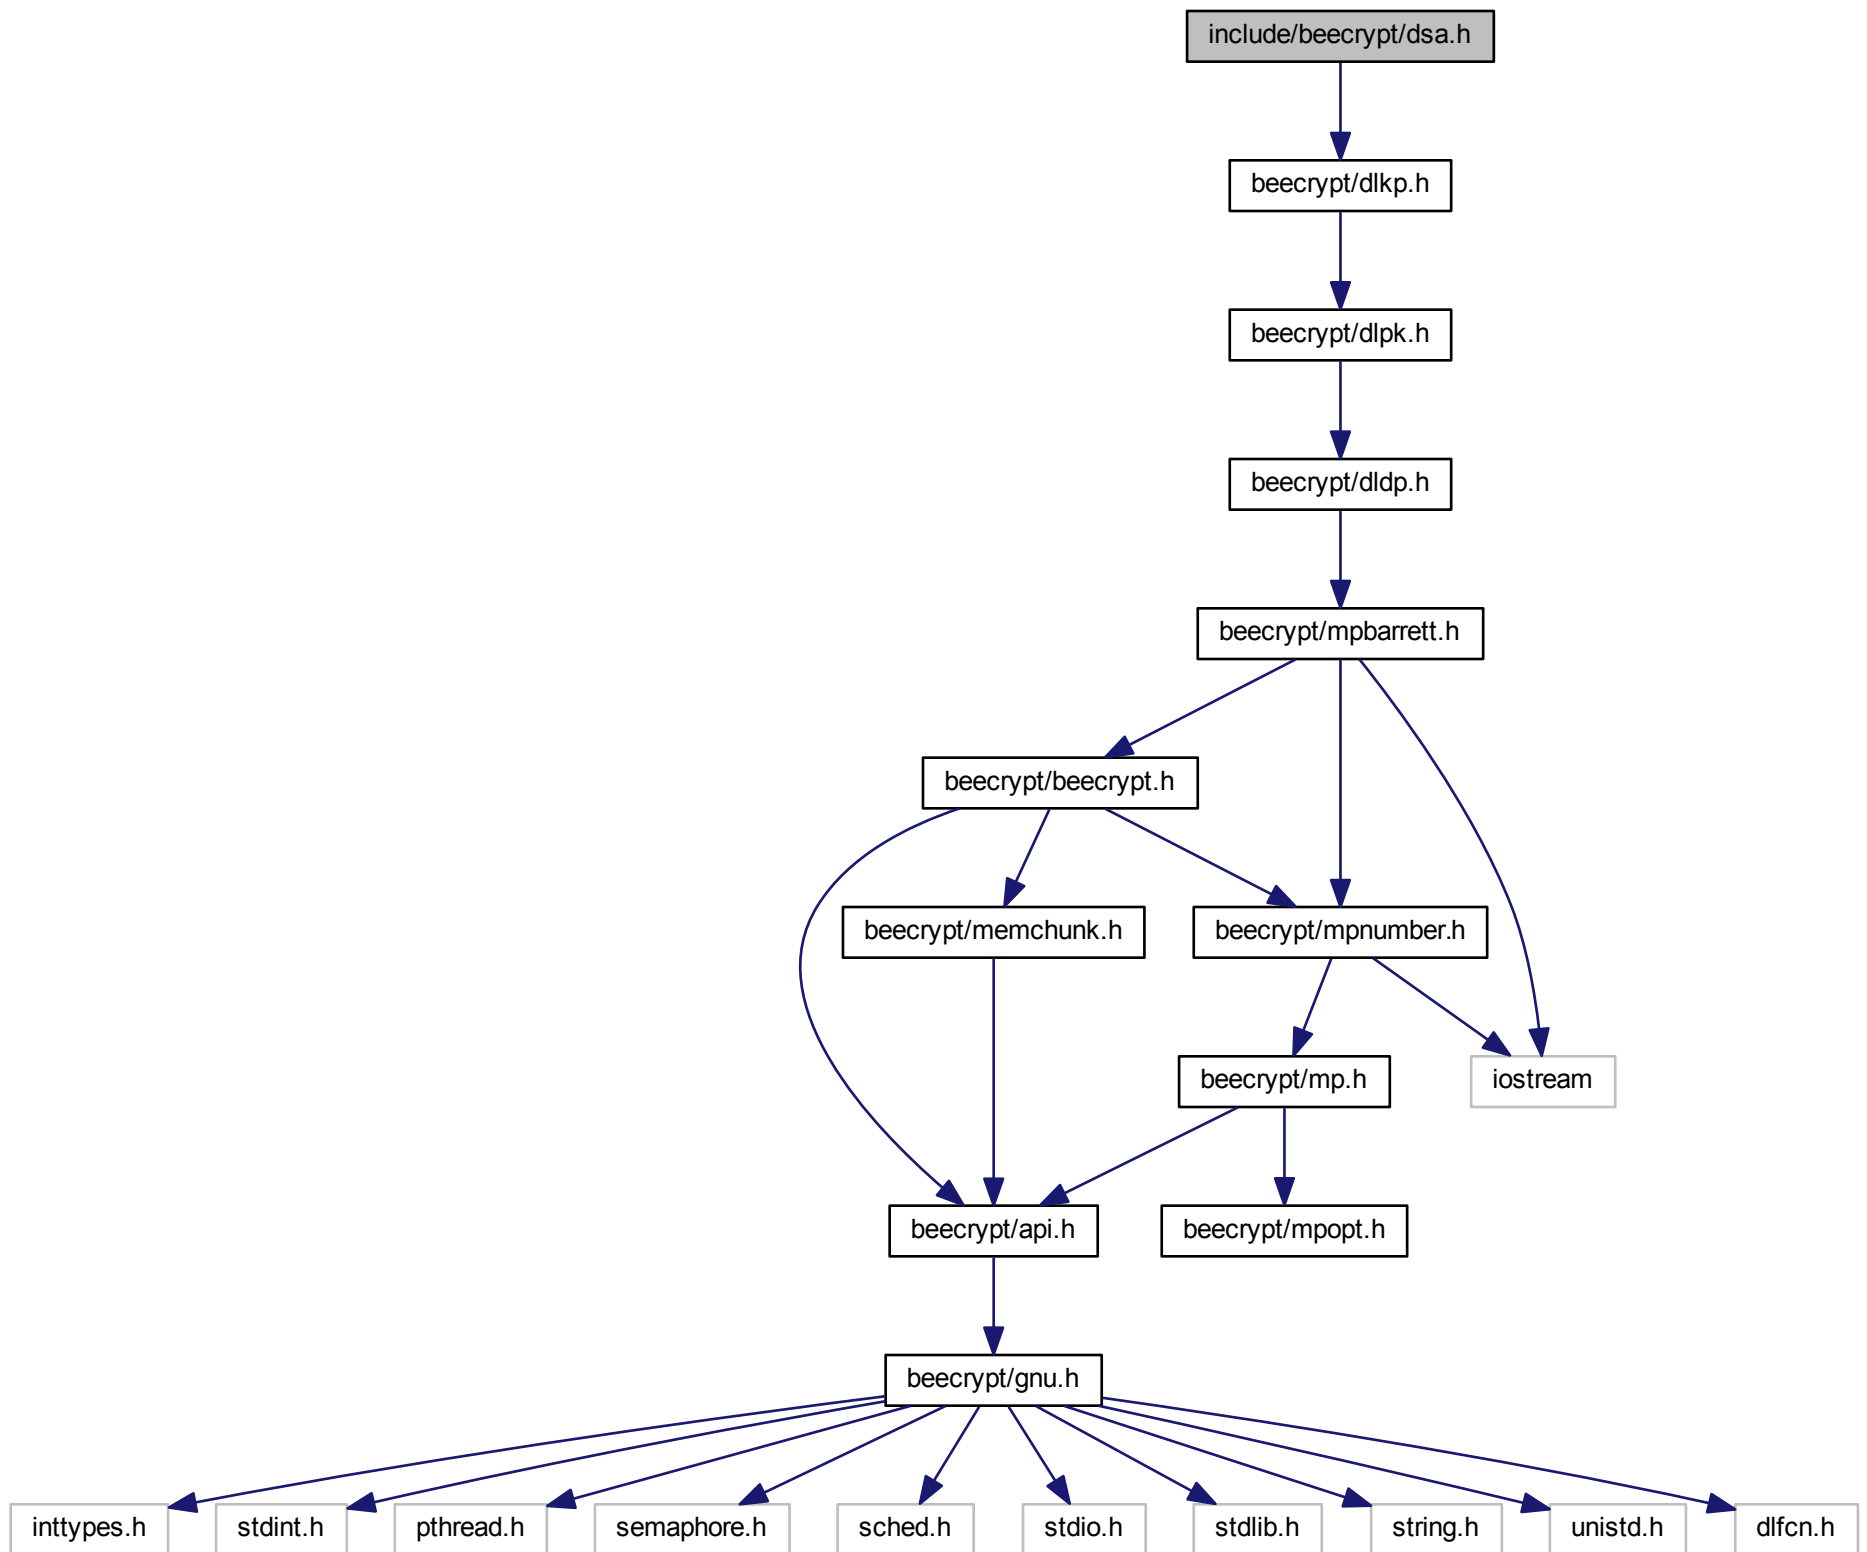 include/beecrypt/dsa.h
beecrypt/dlkp.h
beecrypt/dlpk.h
beecrypt/dldp.h
beecrypt/mpbarrett.h
beecrypt/beecrypt.h
beecrypt/memchunk.h
beecrypt/mpnumber.h
beecrypt/mp.h
iostream
beecrypt/api.h
beecrypt/mpopt.h
beecrypt/gnu.h
inttypes.h
stdint.h
pthread.h
semaphore.h
sched.h
stdio.h
stdlib.h
string.h
unistd.h
dlfcn.h